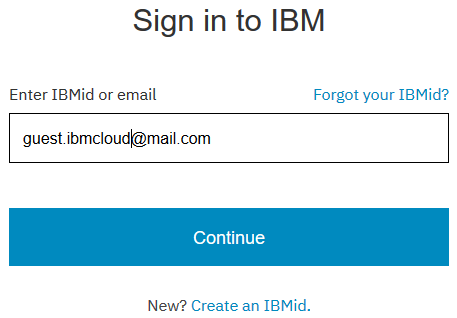 Sign in to IBM
Enter IBMid or email Forgot your IBMid?
guest.ibmcloud@mail.com
Continue
New? Create an IBMid.